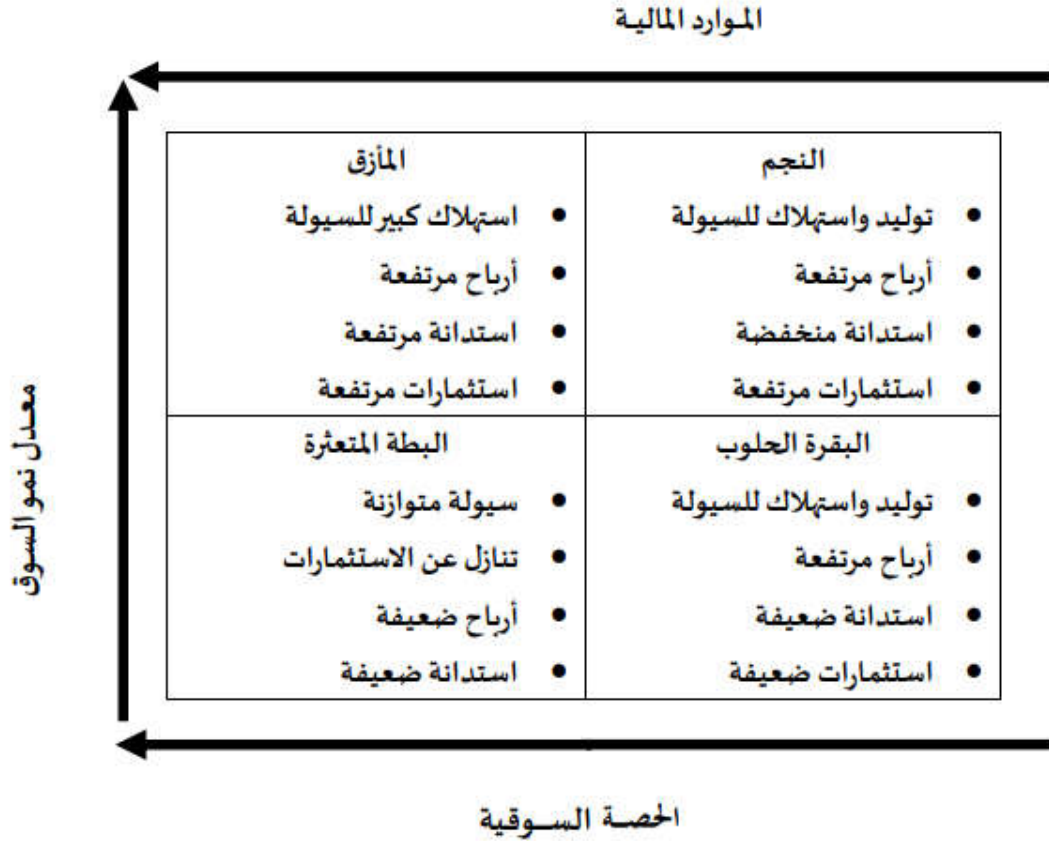 الموارد المالية
النجم
• توليد واستهلاك للسيولة
• أرباح مرتفعة
• استدانة منخفضة
• استثمارات مرتفعة
المأزق
• استهلاك كبير للسيولة
• أرباح مرتفعة
• استدانة مرتفعة
• استثمارات مرتفعة
البقرة الحلوب
• توليد واستهلاك للسيولة
• أرباح مرتفعة
• استدانة ضعيفة
• استثمارات ضعيفة
البطة المتعثرة
• سيولة متوازنة
• تنازل عن الاستثمارات
• أرباح ضعيفة
• استدانة ضعيفة
معدل نمو السوق
الحصة السوقية